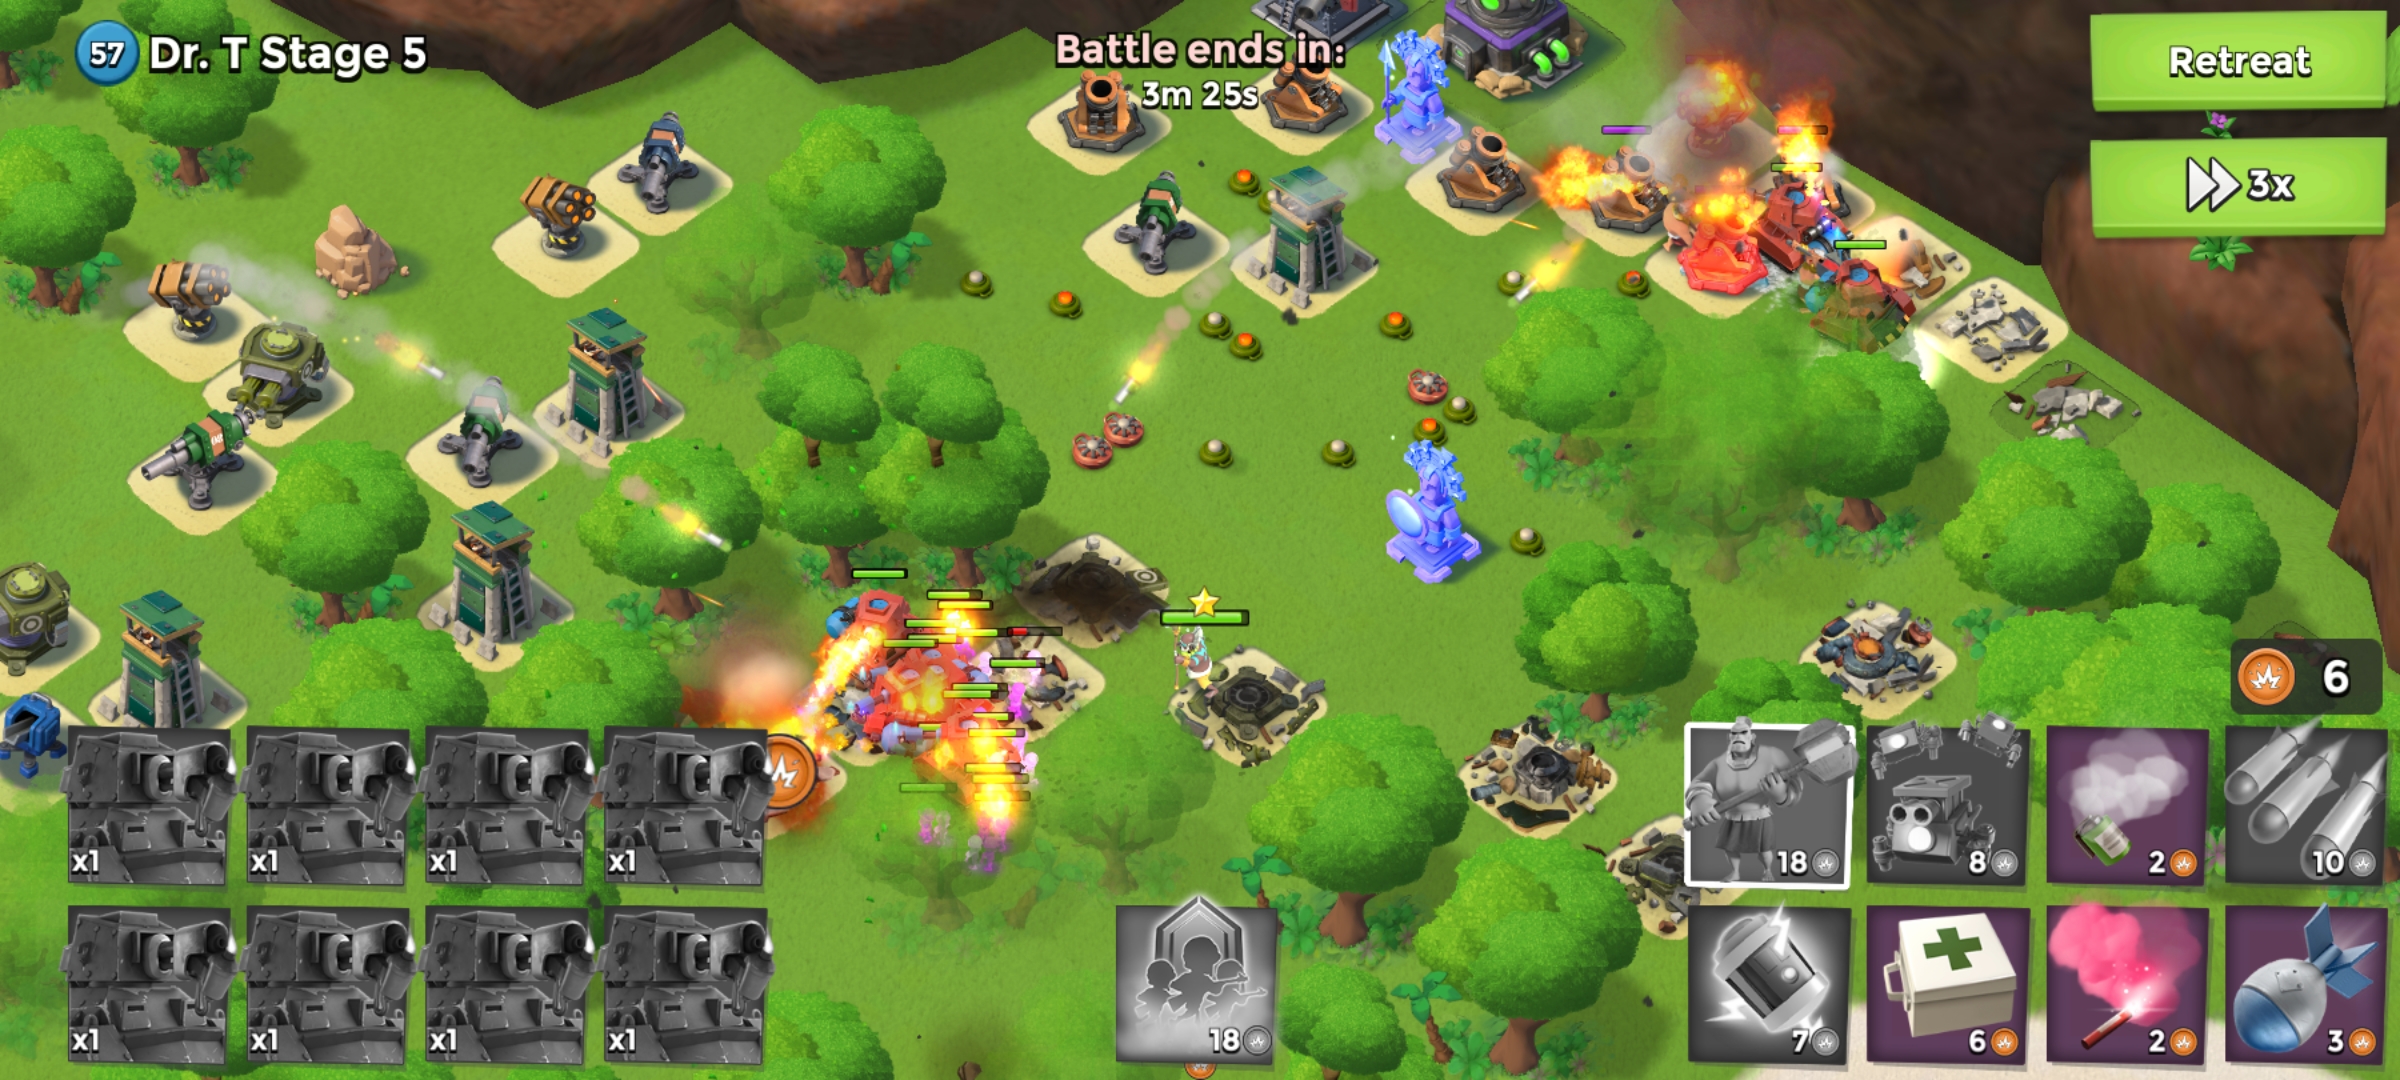 57 Dr. T Stage 5
Battle ends in:
3m 25s
Retreat
3x
6
x1 x1 x1 x1
18 8 2 10
x1 x1 x1 x1
18
7 6 2 3